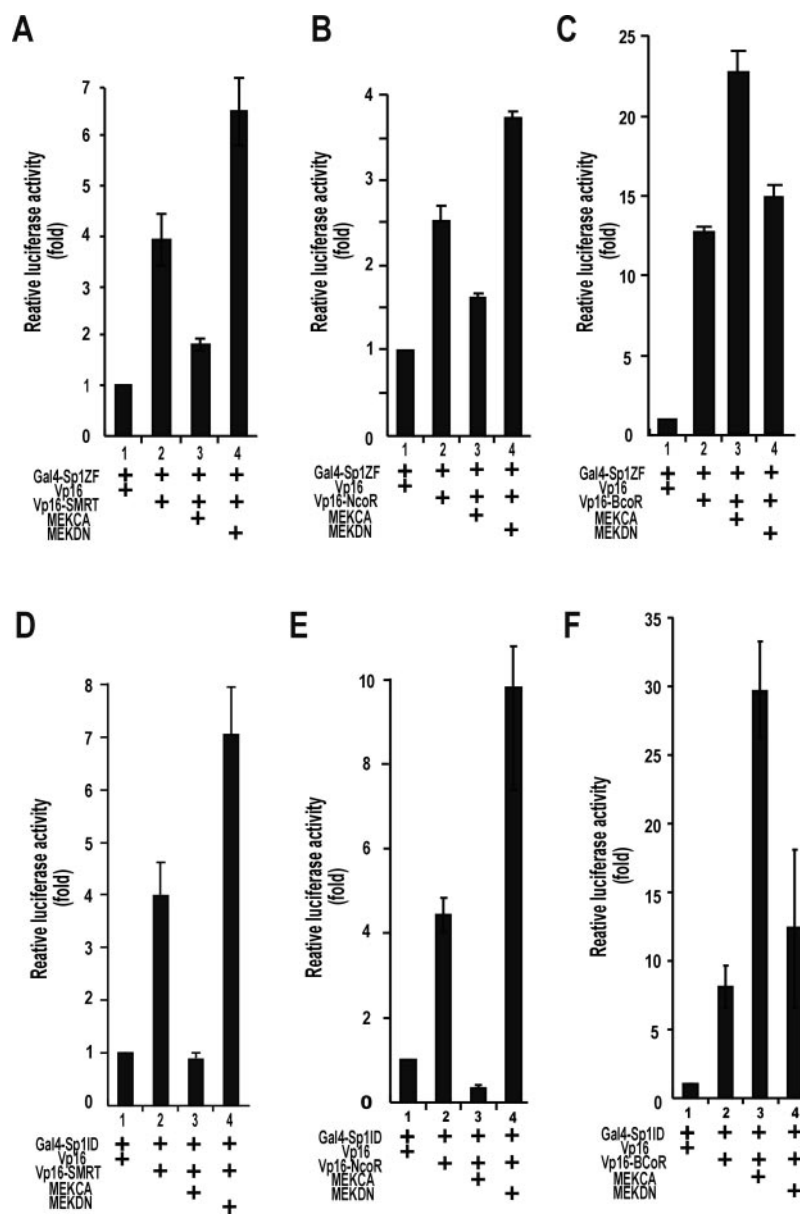 A
Reative luciferase activity
(fold)
7
6
5
4
3
2
1
0
1 2 3 4
Gal4-Sp1ZF + + + +
Vp16 +
Vp16-SMRT + + +
MEKCA +
MEKDN +
B
Reative luciferase activity
(fold)
4
3
2
1
0
1 2 3 4
Gal4-Sp1ZF + + + +
Vp16 +
Vp16-NcoR + + +
MEKCA +
MEKDN +
C
Reative luciferase activity
(fold)
25
20
15
10
5
0
1 2 3 4
Gal4-Sp1ZF + + + +
Vp16 +
Vp16-BcoR + + +
MEKCA +
MEKDN +
D
Reative luciferase activity
(fold)
8
7
6
5
4
3
2
1
0
1 2 3 4
Gal4-Sp1ID + + + +
Vp16 +
Vp16-SMRT + + +
MEKCA +
MEKDN +
E
Reative luciferase activity
(fold)
10
8
6
4
2
0
1 2 3 4
Gal4-Sp1ID + + + +
Vp16 +
Vp16-NcoR + + +
MEKCA +
MEKDN +
F
Reative luciferase activity
(fold)
35
30
25
20
15
10
5
0
1 2 3 4
Gal4-Sp1ID + + + +
Vp16 +
Vp16-BCoR + + +
MEKCA +
MEKDN +